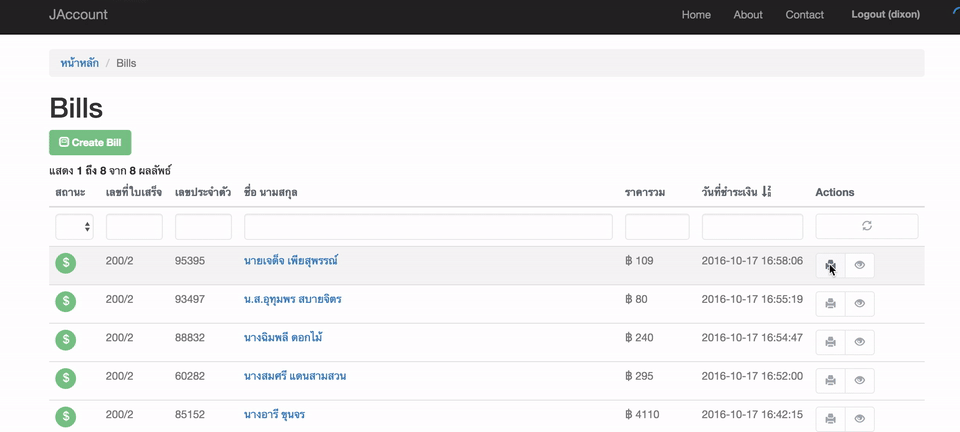 JAccount Home About Contact Logout (dixon)
หน้าหลัก / Bills
Bills
Create Bill
แสดง 1 ถึง 8 จาก 8 ผลลัพธ์
สถานะ เลขที่ใบเสร็จ เลขประจำตัว ชื่อ นามสกุล ราคารวม วันที่ชำระเงิน Actions
$ 200/2 95395 นายเจต็จ เพียสุพรรณ์ ฿ 109 2016-10-17 16:58:06
$ 200/2 93497 น.ส.อุทุมพร สบายจิตร ฿ 80 2016-10-17 16:55:19
$ 200/2 88832 นางฉิมพลี ดอกไม้ ฿ 240 2016-10-17 16:54:47
$ 200/2 60282 นางสมศรี แดนสามสวน ฿ 295 2016-10-17 16:52:00
$ 200/2 85152 นางอารี ขุนจร ฿ 4110 2016-10-17 16:42:15